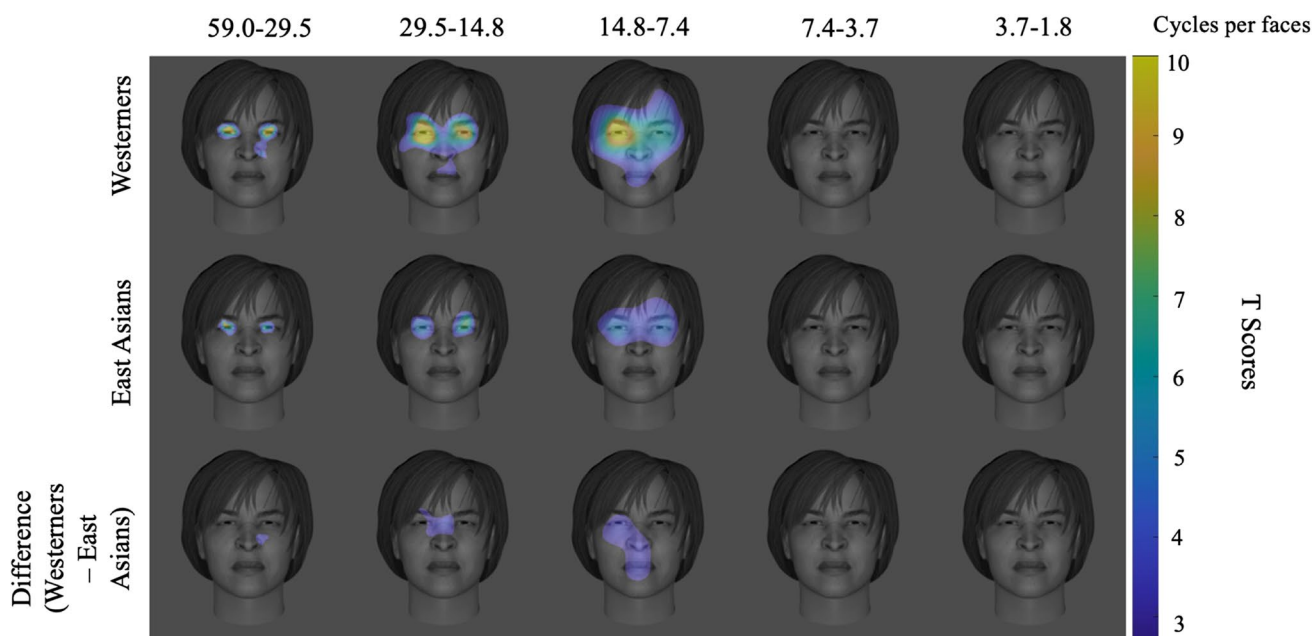 59.0-29.5
29.5-14.8
14.8-7.4
7.4-3.7
3.7-1.8
Cycles per faces
Westerners
East Asians
Difference
(Westerners
– East
Asians)
10
9
8
7
6
5
4
3
T Scores